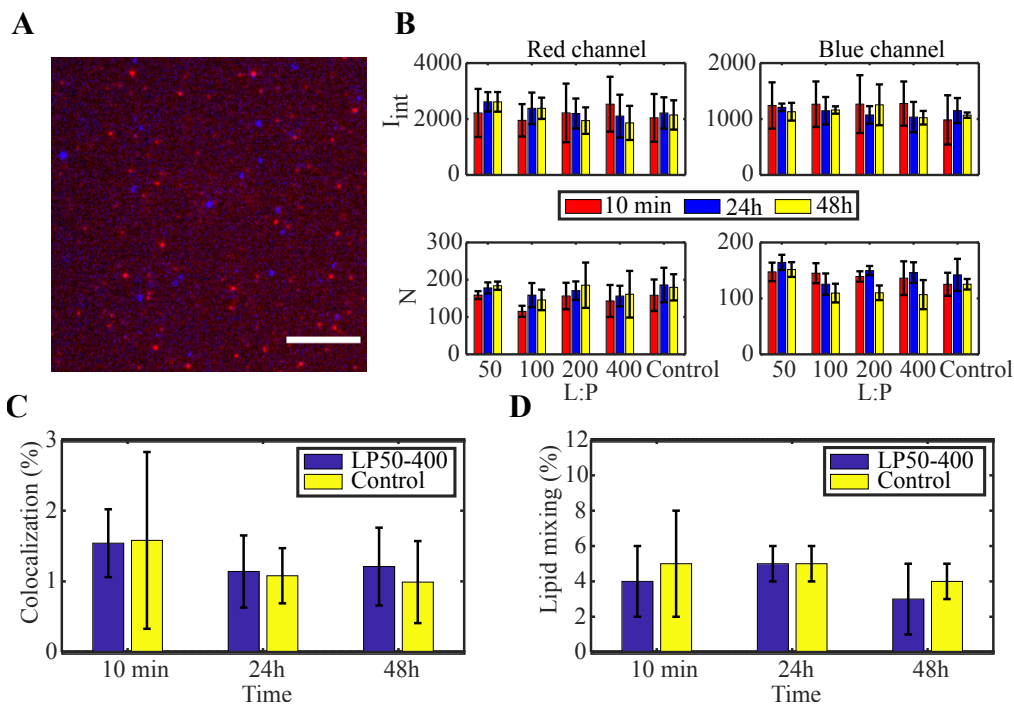 A
B
Red channel
Blue channel
I_int
4000
2000
0
2000
1000
0
10 min
24h
48h
N
300
200
100
0
200
100
0
50 100 200 400 Control
50 100 200 400 Control
L:P
L:P
C
D
Colocalization (%)
3
2
1
0
LP50-400
Control
10 min 24h 48h
Time
Lipid mixing (%)
12
10
8
6
4
2
0
LP50-400
Control
10 min 24h 48h
Time